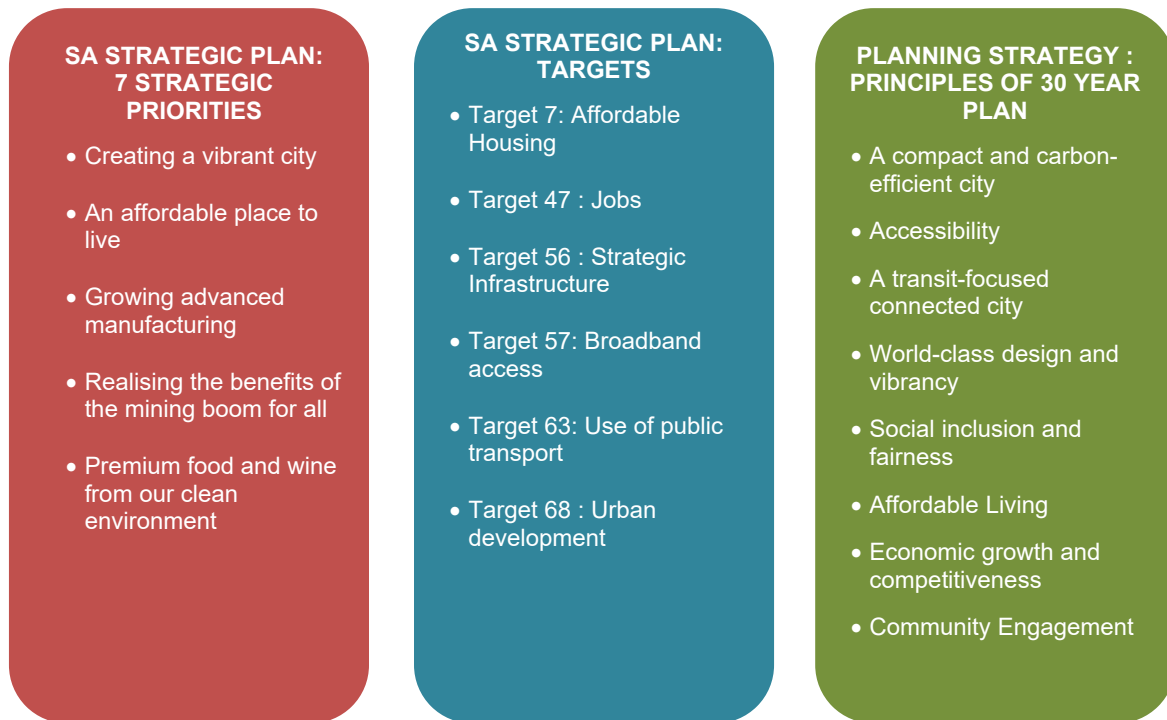 SA STRATEGIC PLAN:
7 STRATEGIC
PRIORITIES
• Creating a vibrant city
• An affordable place to
live
• Growing advanced
manufacturing
• Realising the benefits of
the mining boom for all
• Premium food and wine
from our clean
environment
SA STRATEGIC PLAN:
TARGETS
• Target 7: Affordable
Housing
• Target 47 : Jobs
• Target 56 : Strategic
Infrastructure
• Target 57: Broadband
access
• Target 63: Use of public
transport
• Target 68 : Urban
development
PLANNING STRATEGY :
PRINCIPLES OF 30 YEAR
PLAN
• A compact and carbon-
efficient city
• Accessibility
• A transit-focused
connected city
• World-class design and
vibrancy
• Social inclusion and
fairness
• Affordable Living
• Economic growth and
competitiveness
• Community Engagement